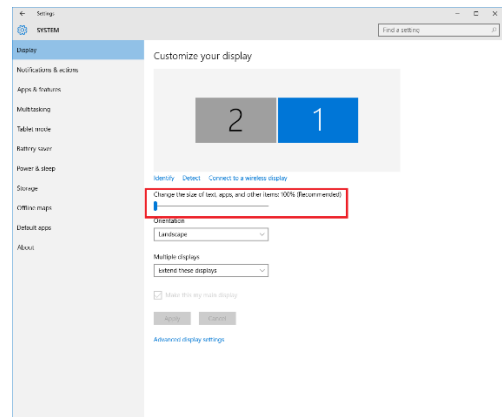 Settings
SYSTEM
Find a setting
Display
Notifications & actions
Apps & features
Multitasking
Tablet mode
Battery saver
Power & sleep
Storage
Offline maps
Default apps
About
Customize your display
2 1
Identify Detect Connect to a wireless display
Change the size of text, apps, and other items: 100% (Recommended)
Orientation
Landscape
Multiple displays
Extend these displays
Make this my main display
Apply Cancel
Advanced display settings